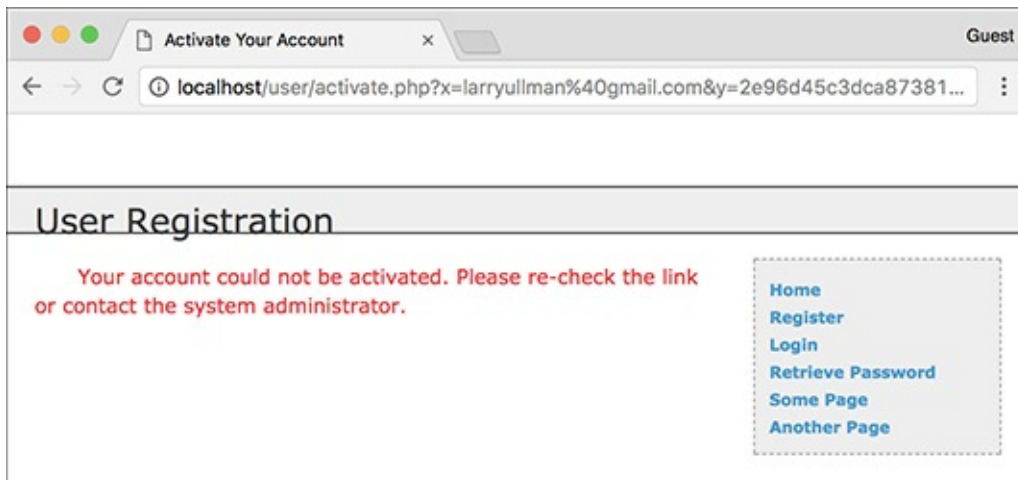 Activate Your Account
Guest
localhost/user/activate.php?x=larryullman%40gmail.com&y=2e96d45c3dca87381...
User Registration
Your account could not be activated. Please re-check the link
or contact the system administrator.
Home
Register
Login
Retrieve Password
Some Page
Another Page